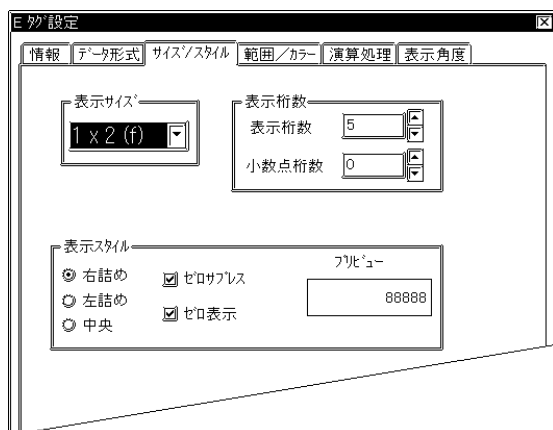 E ﾀｸﾞ設定
情報 ﾃﾞｰﾀ形式 ｻｲｽﾞ/ｽﾀｲﾙ 範囲／ｶﾗｰ 演算処理 表示角度
表示ｻｲｽﾞ
1 x 2 (f)
表示桁数
表示桁数 5
小数点桁数 0
表示ｽﾀｲﾙ
右詰め
左詰め
中央
ｾﾞﾛｻﾌﾟﾚｽ
ｾﾞﾛ表示
ﾌﾟﾘﾋﾞｭｰ
88888